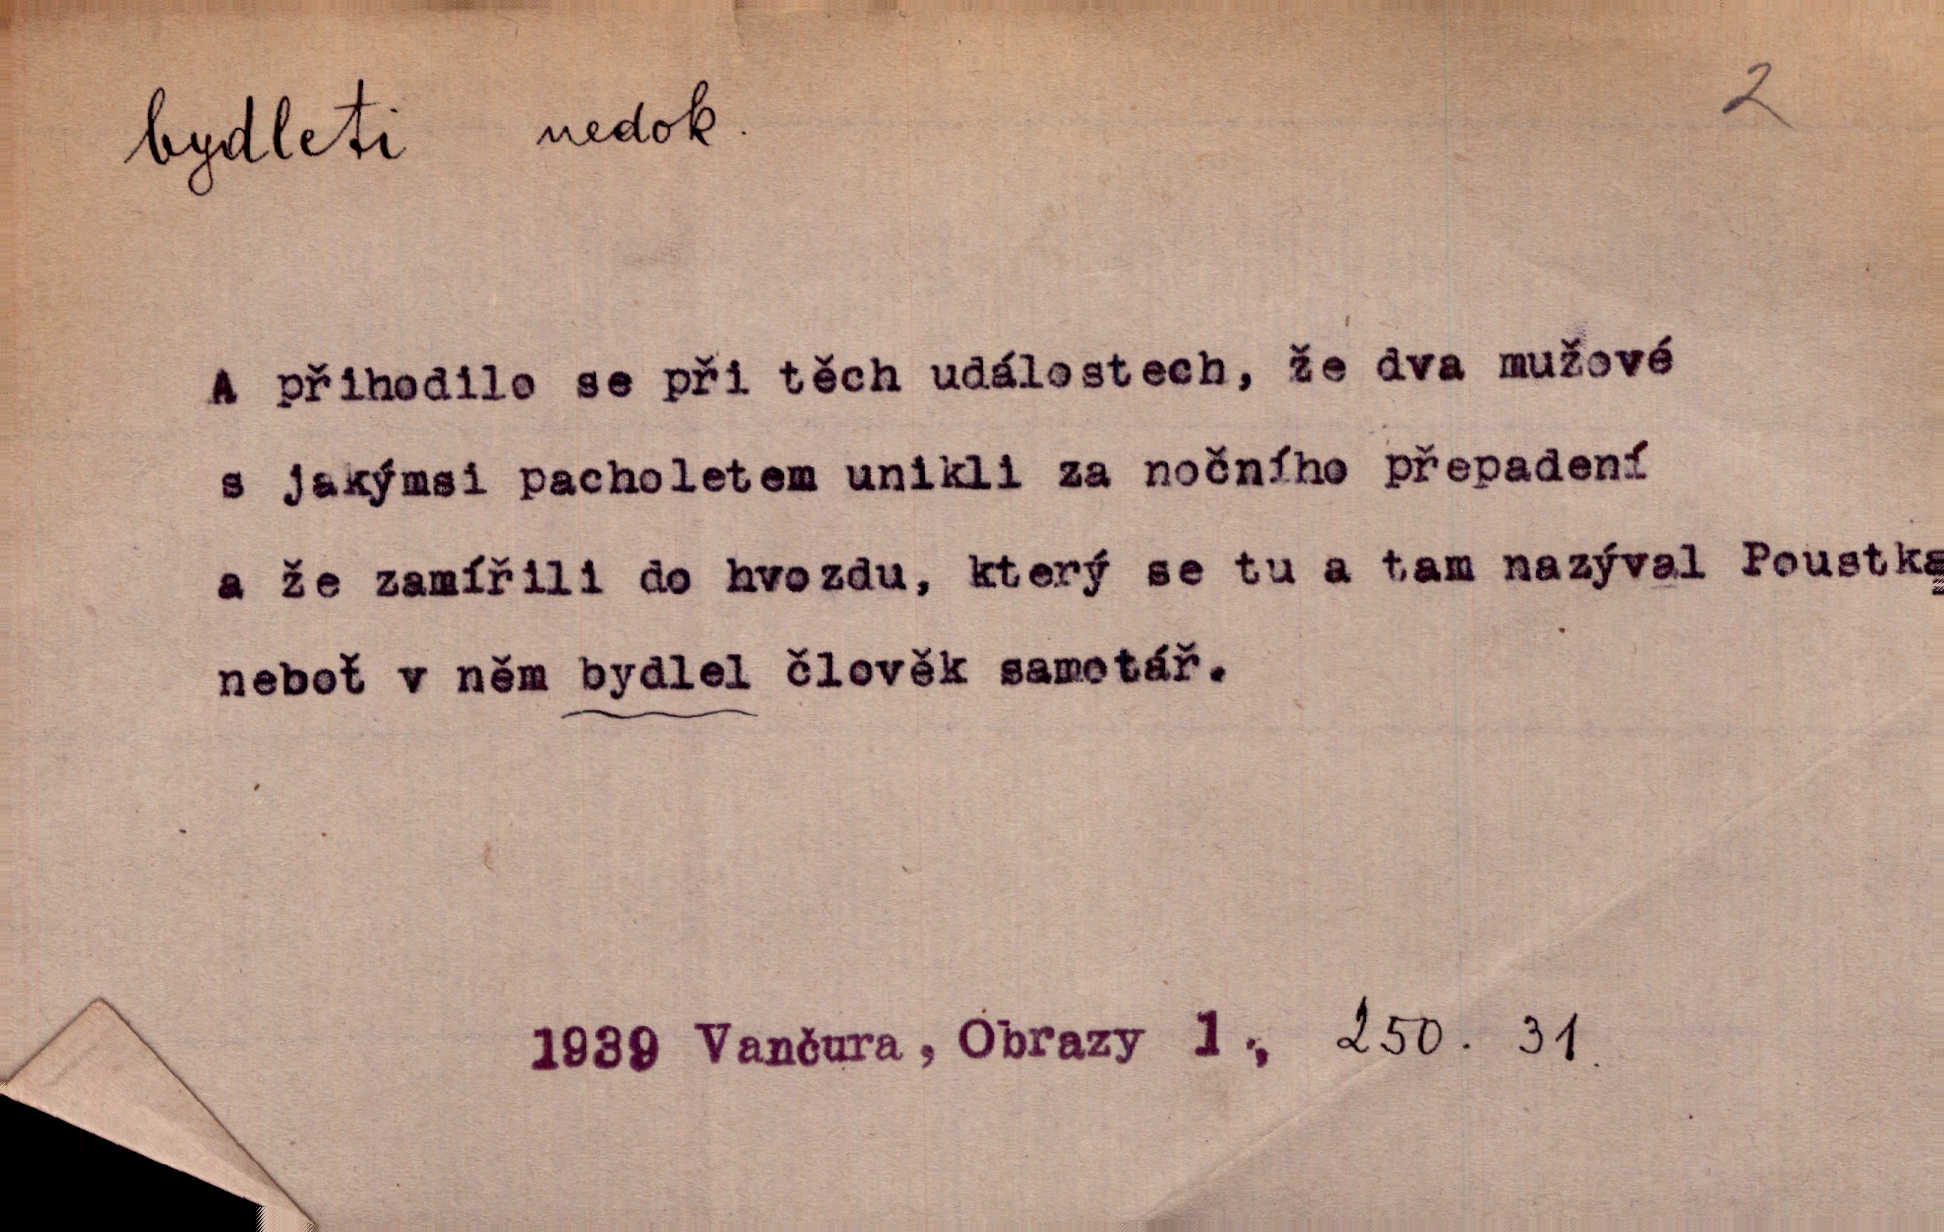 bydleti nedok. 2
A přihodilo se při těch událostech, že dva mužové
s jakýmsi pacholetem unikli za nočního přepadení
a že zamířili do hvozdu, který se tu a tam nazýval Poustka,
neboť v něm bydlel člověk samotář.
1939 Vančura, Obrazy 1., 250. 31.